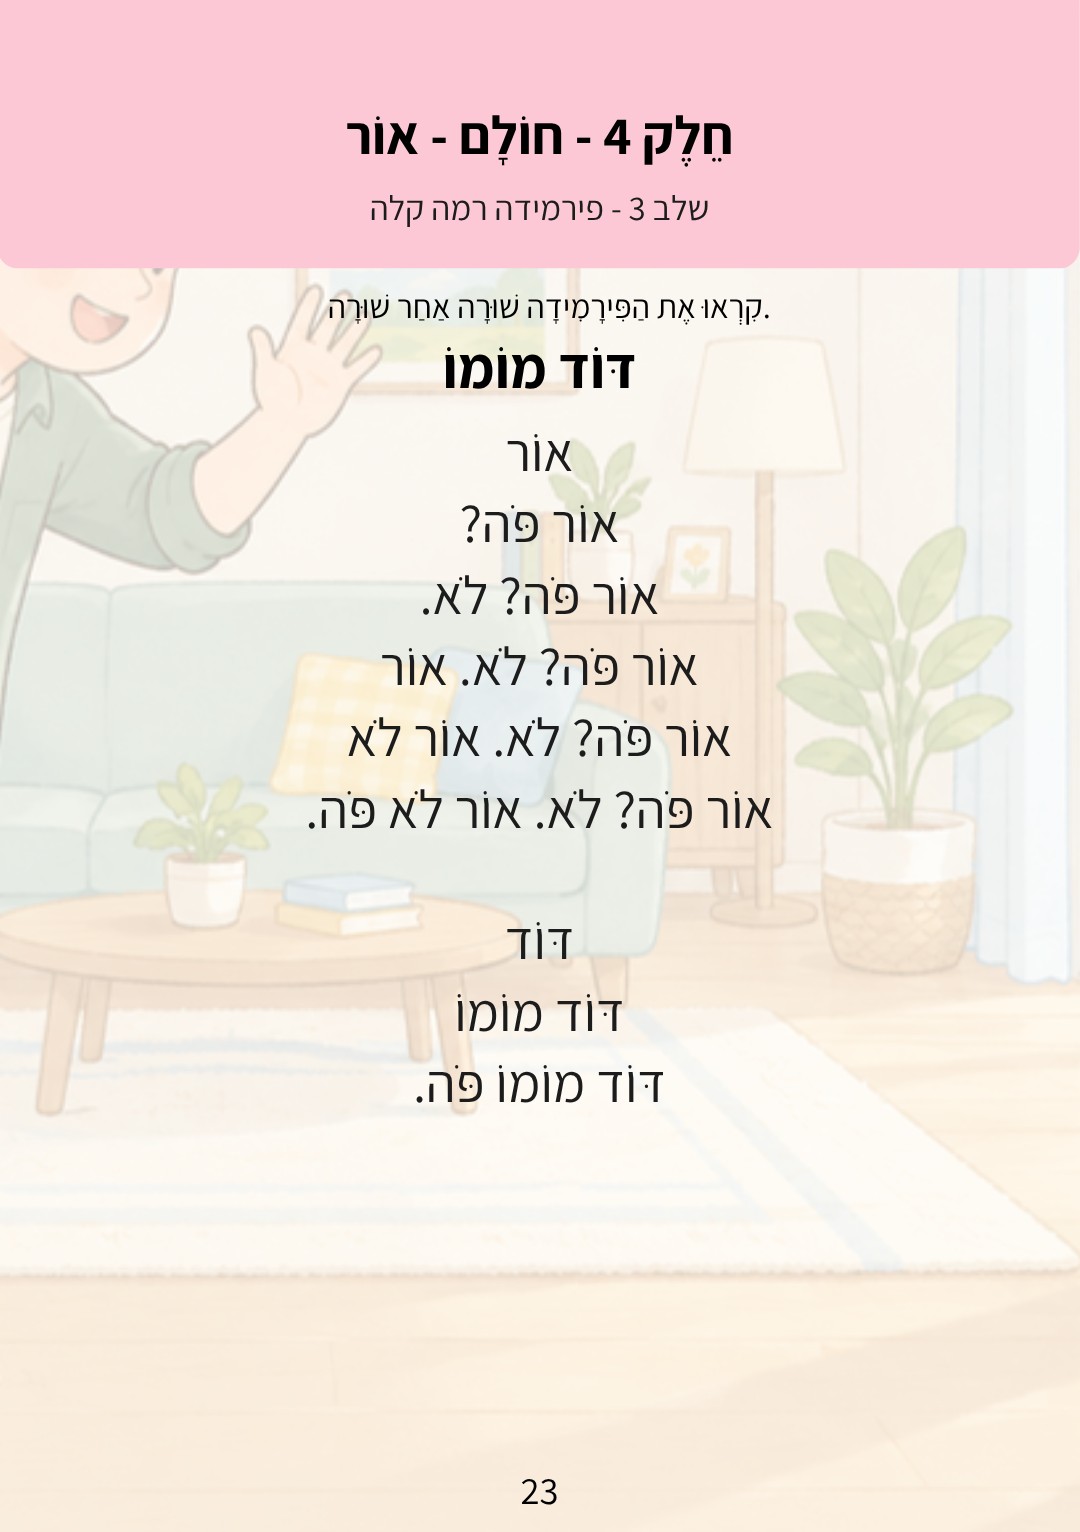 חֵלֶק 4 - חוֹלָם - אוֹר
שלב 3 - פירמידה רמה קלה
קִרְאוּ אֶת הַפִּירָמִידָה שׁוּרָה אַחַר שׁוּרָה.
דּוֹד מוֹמוֹ
אוֹר
אוֹר פֹּה?
אוֹר פֹּה? לֹא.
אוֹר פֹּה? לֹא. אוֹר
אוֹר פֹּה? לֹא. אוֹר לֹא
אוֹר פֹּה? לֹא. אוֹר לֹא פֹּה.
דּוֹד
דּוֹד מוֹמוֹ
דּוֹד מוֹמוֹ פֹּה.
23